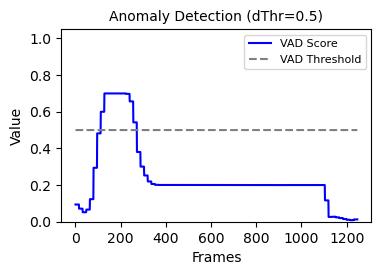 Anomaly Detection (dThr=0.5)
VAD Score
VAD Threshold
Value
1.0
0.8
0.6
0.4
0.2
0.0
0 200 400 600 800 1000 1200
Frames